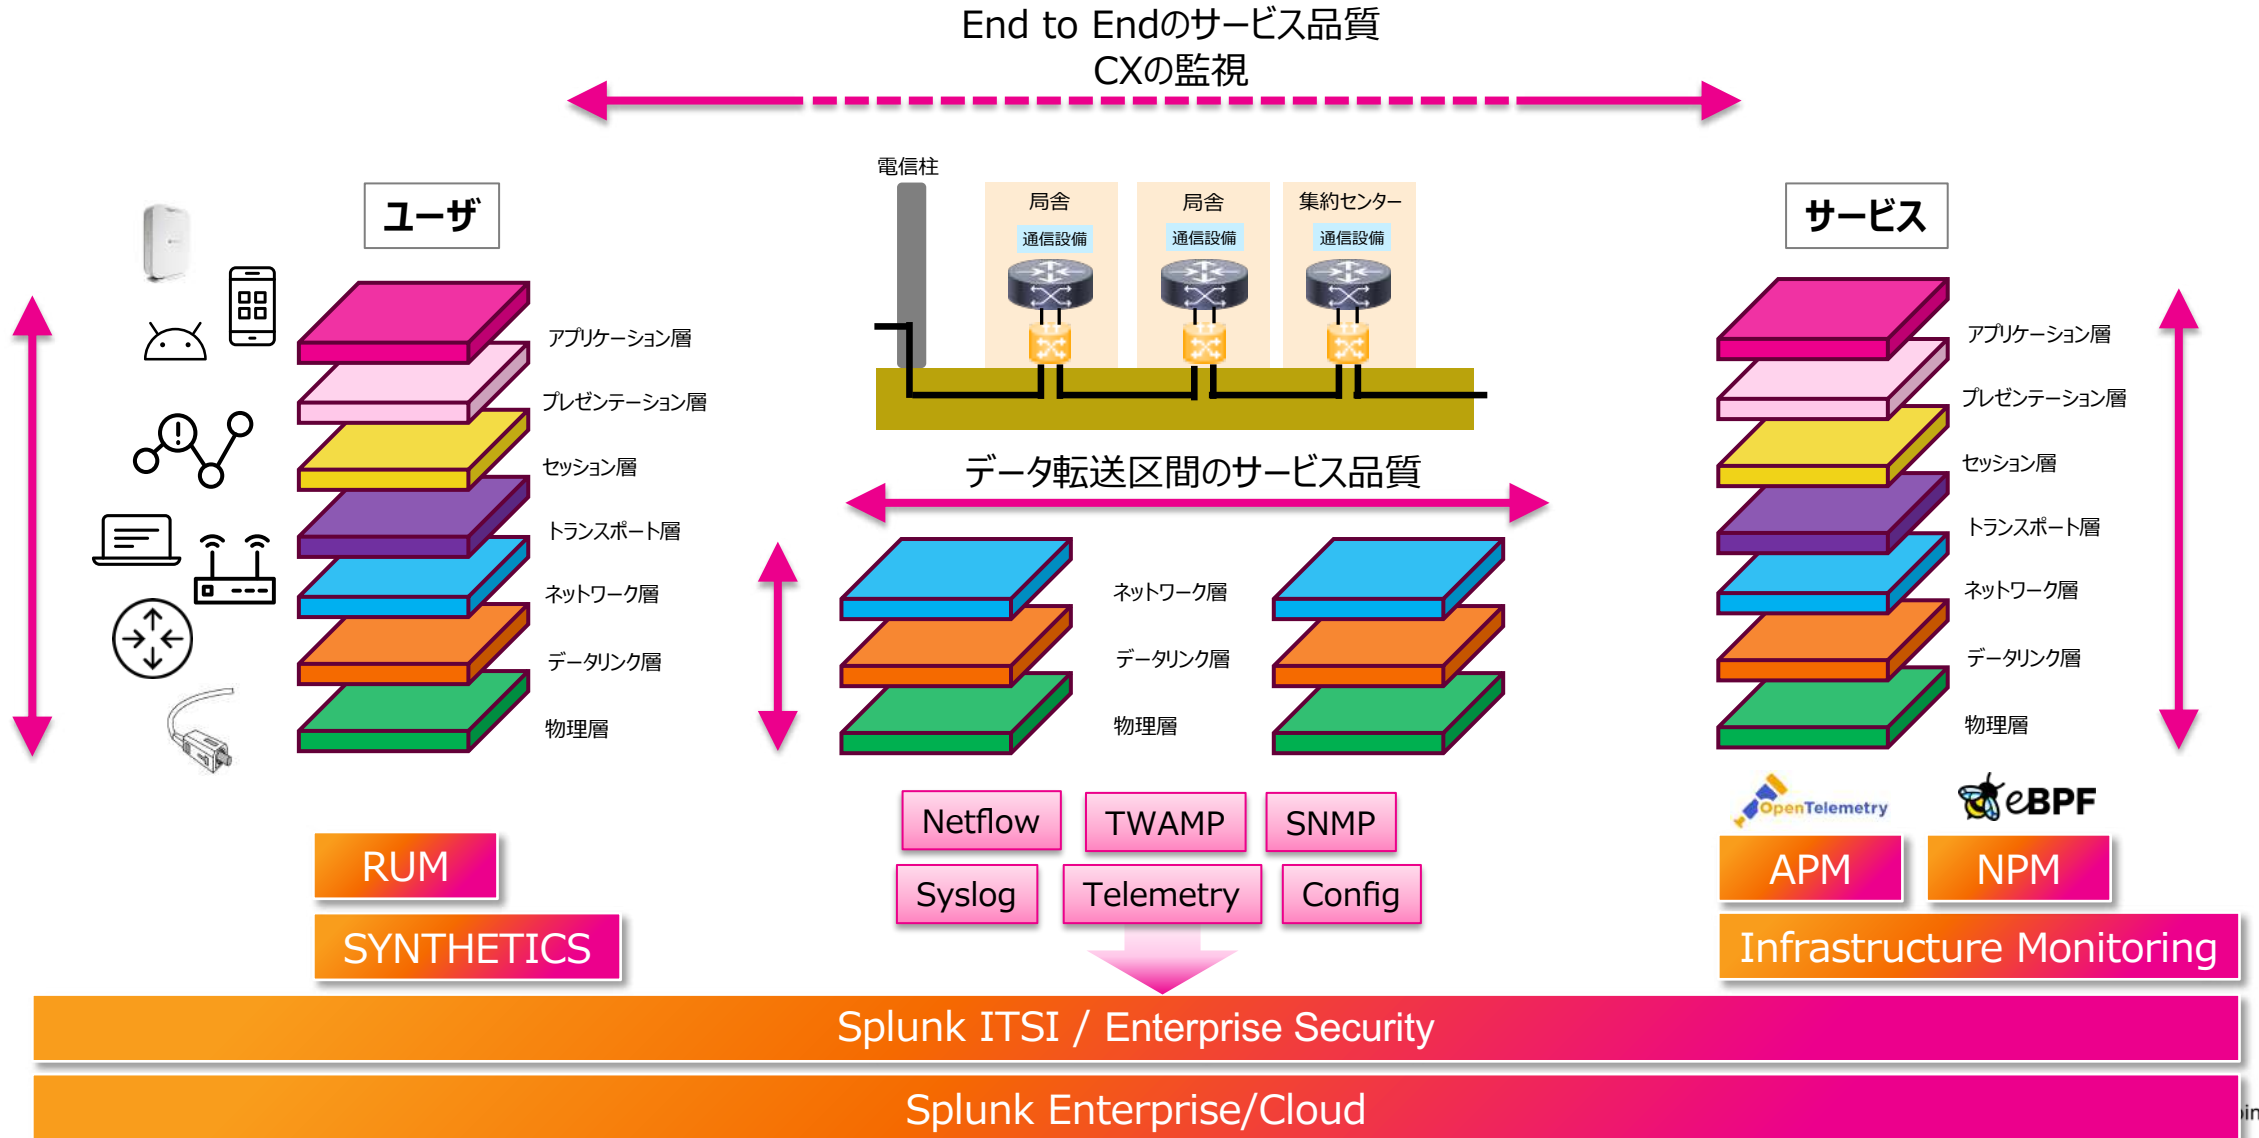 End to Endのサービス品質
CXの監視
電信柱
局舎
局舎
集約センター
通信設備
通信設備
通信設備
ユーザ
サービス
アプリケーション層
プレゼンテーション層
セッション層
トランスポート層
ネットワーク層
データリンク層
物理層
データ転送区間のサービス品質
ネットワーク層
データリンク層
物理層
アプリケーション層
プレゼンテーション層
セッション層
トランスポート層
ネットワーク層
データリンク層
物理層
Netflow
TWAMP
SNMP
Syslog
Telemetry
Config
OpenTelemetry
eBPF
RUM
SYNTHETICS
APM
NPM
Infrastructure Monitoring
Splunk ITSI / Enterprise Security
Splunk Enterprise/Cloud